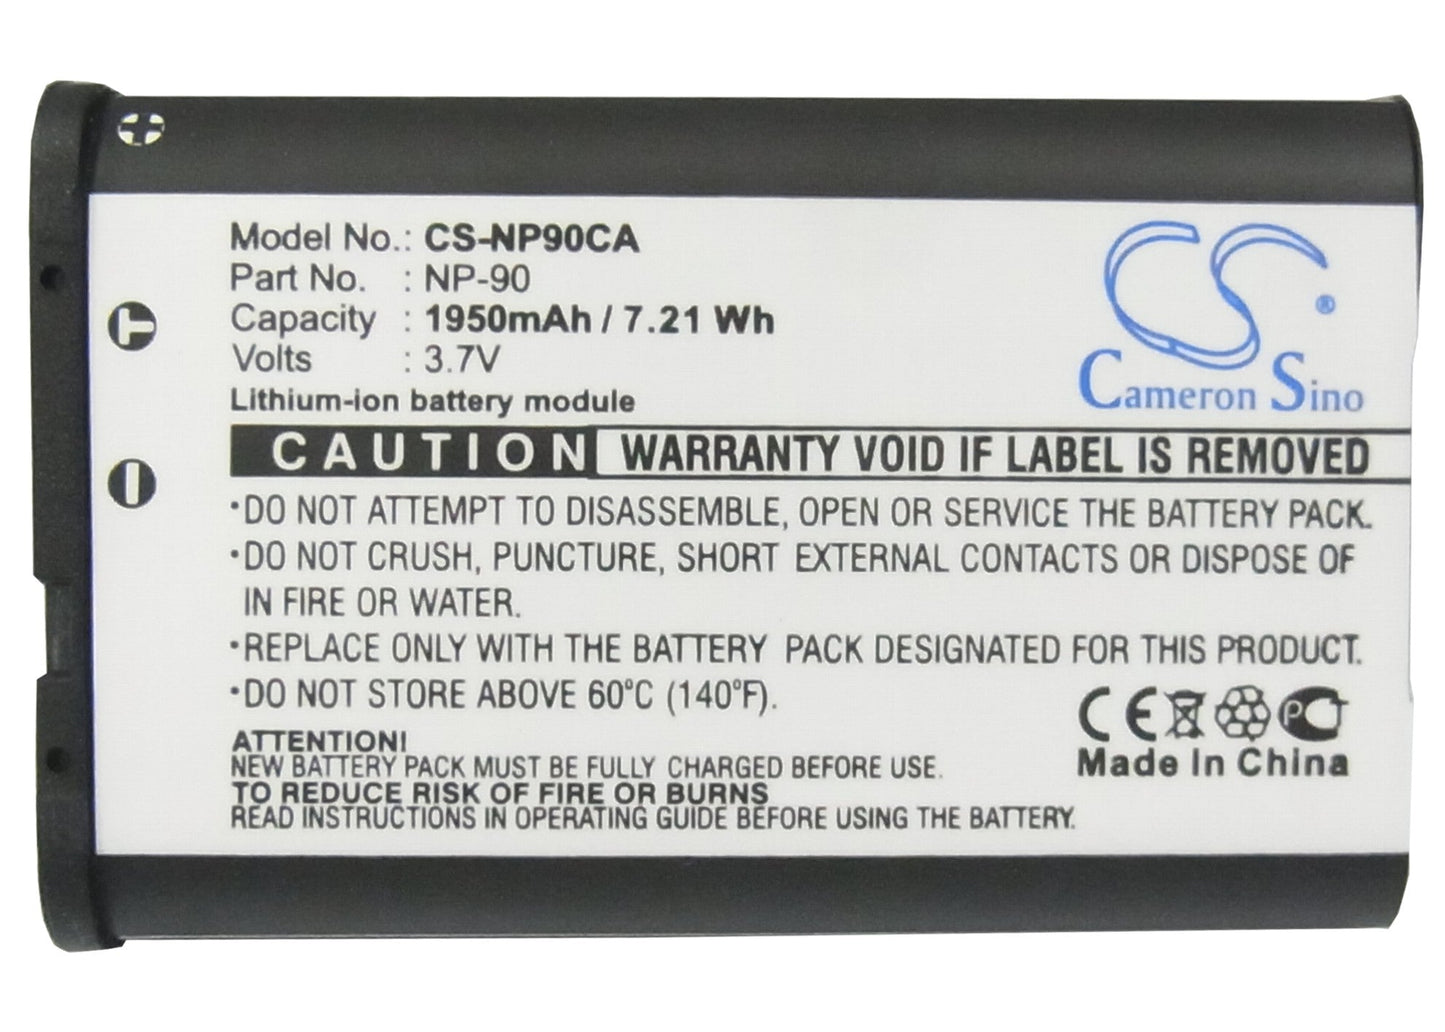 Model No.: CS-NP90CA
Part No. : NP-90
Capacity : 1950mAh / 7.21 Wh
Volts : 3.7V
Lithium-ion battery module
CS®
Cameron Sino
CAUTION WARRANTY VOID IF LABEL IS REMOVED
•DO NOT ATTEMPT TO DISASSEMBLE, OPEN OR SERVICE THE BATTERY PACK.
•DO NOT CRUSH, PUNCTURE, SHORT EXTERNAL CONTACTS OR DISPOSE OF
IN FIRE OR WATER.
•REPLACE ONLY WITH THE BATTERY PACK DESIGNATED FOR THIS PRODUCT.
•DO NOT STORE ABOVE 60°C (140°F).
CE PC
Made In China
ATTENTION!
NEW BATTERY PACK MUST BE FULLY CHARGED BEFORE USE.
TO REDUCE RISK OF FIRE OR BURNS
READ INSTRUCTIONS IN OPERATING GUIDE BEFORE USING THE BATTERY.
+
T